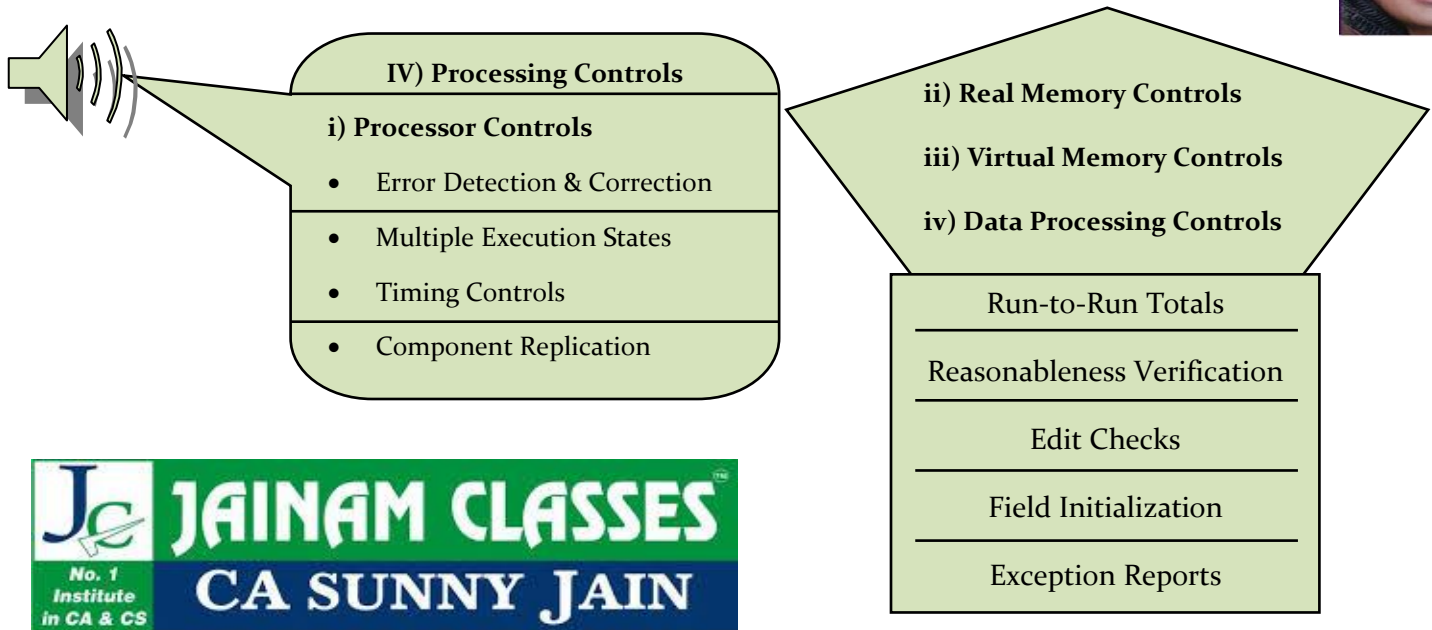 IV) Processing Controls
i) Processor Controls
• Error Detection & Correction
• Multiple Execution States
• Timing Controls
• Component Replication
ii) Real Memory Controls
iii) Virtual Memory Controls
iv) Data Processing Controls
Run-to-Run Totals
Reasonableness Verification
Edit Checks
Field Initialization
Exception Reports
JC
No. 1
Institute
in CA & CS
JAINAM CLASSES™
CA SUNNY JAIN